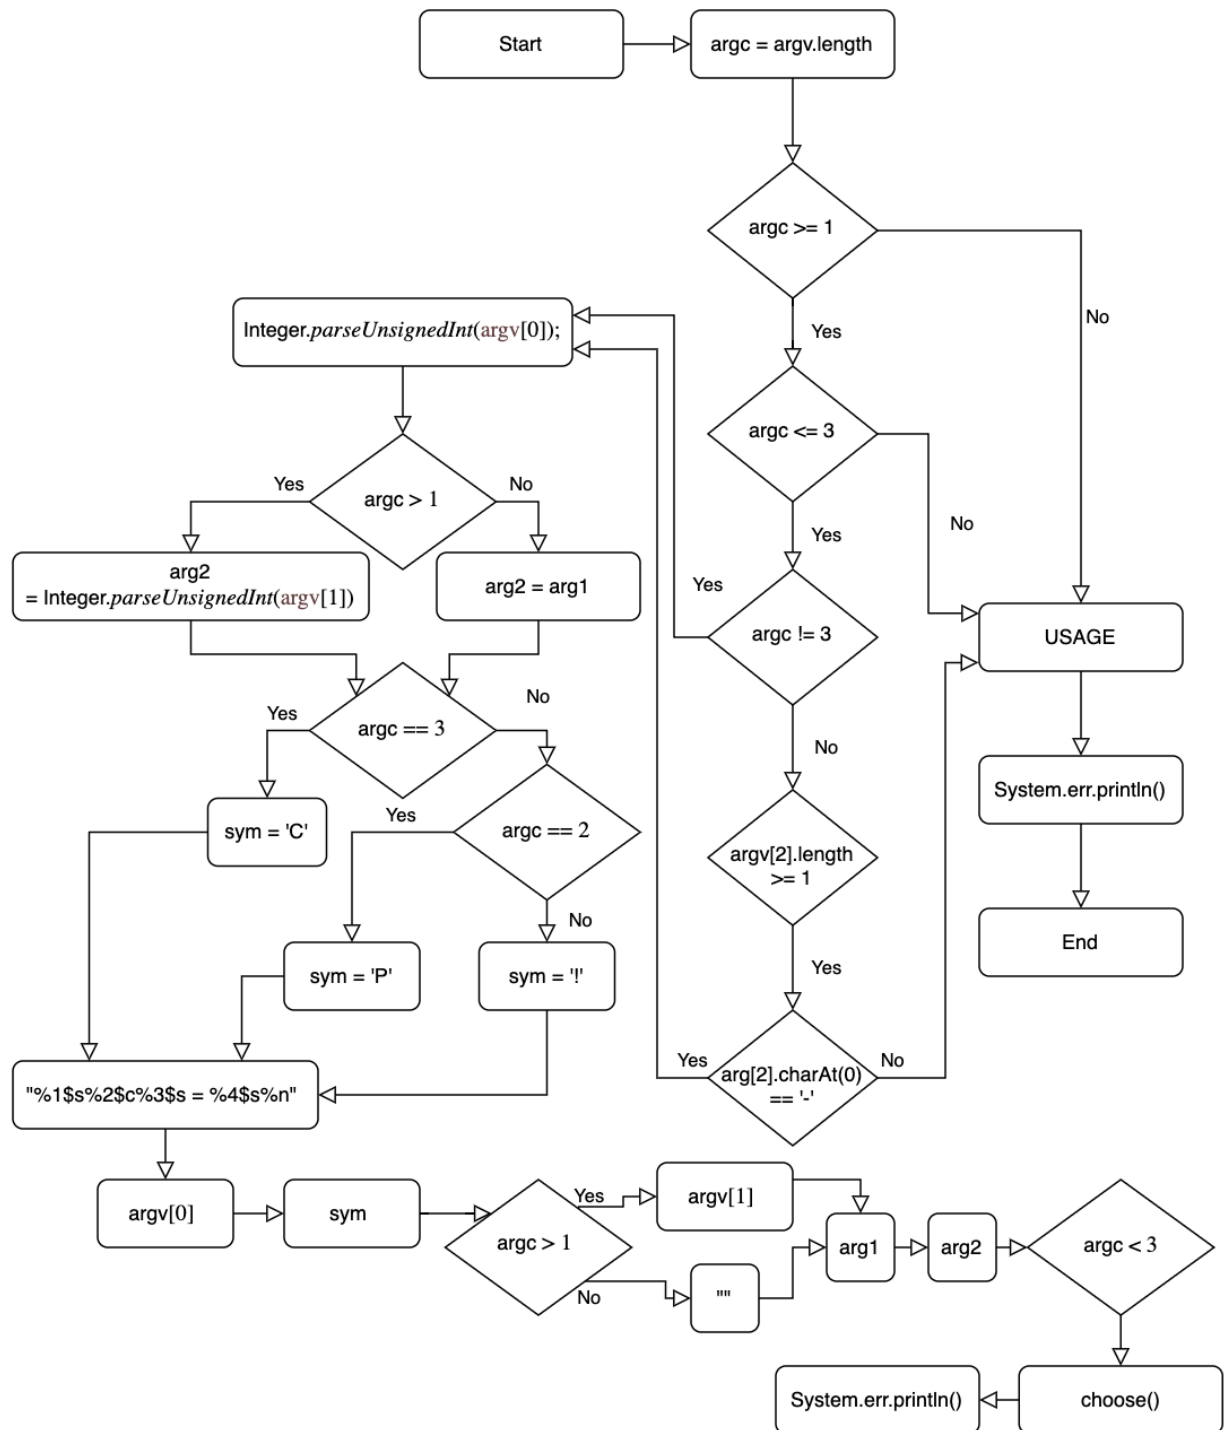 Start
argc = argv.length
argc >= 1
No
Yes
Integer.parseUnsignedInt(argv[0]);
argc <= 3
No
Yes
argc > 1
Yes
No
arg2
= Integer.parseUnsignedInt(argv[1])
arg2 = arg1
Yes
argc != 3
No
USAGE
argc == 3
Yes
No
System.err.println()
sym = 'C'
argc == 2
Yes
No
argv[2].length
>= 1
Yes
End
sym = 'P'
sym = '!'
arg[2].charAt(0)
== '-'
Yes
No
"%1$s%2$c%3$s = %4$s%n"
argv[0]
sym
argc > 1
Yes
argv[1]
No
""
arg1
arg2
argc < 3
choose()
System.err.println()